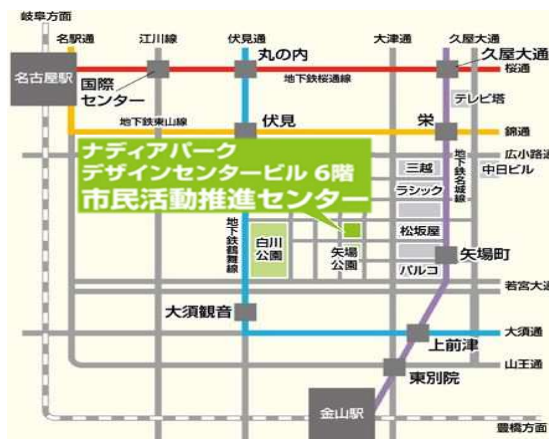 岐阜方面
名駅通
江川線
伏見通
大津通
久屋大通
名古屋駅
国際
センター
丸の内
久屋大通
桜通
地下鉄桜通線
テレビ塔
地下鉄東山線
伏見
栄
錦通
ナディアパーク
デザインセンタービル 6階
市民活動推進センター
広小路通
三越
中日ビル
ラシック
地下鉄名城線
地下鉄鶴舞線
白川
公園
矢場
公園
松坂屋
パルコ
矢場町
若宮大通
大須観音
大須通
上前津
山王通
東別院
金山駅
豊橋方面